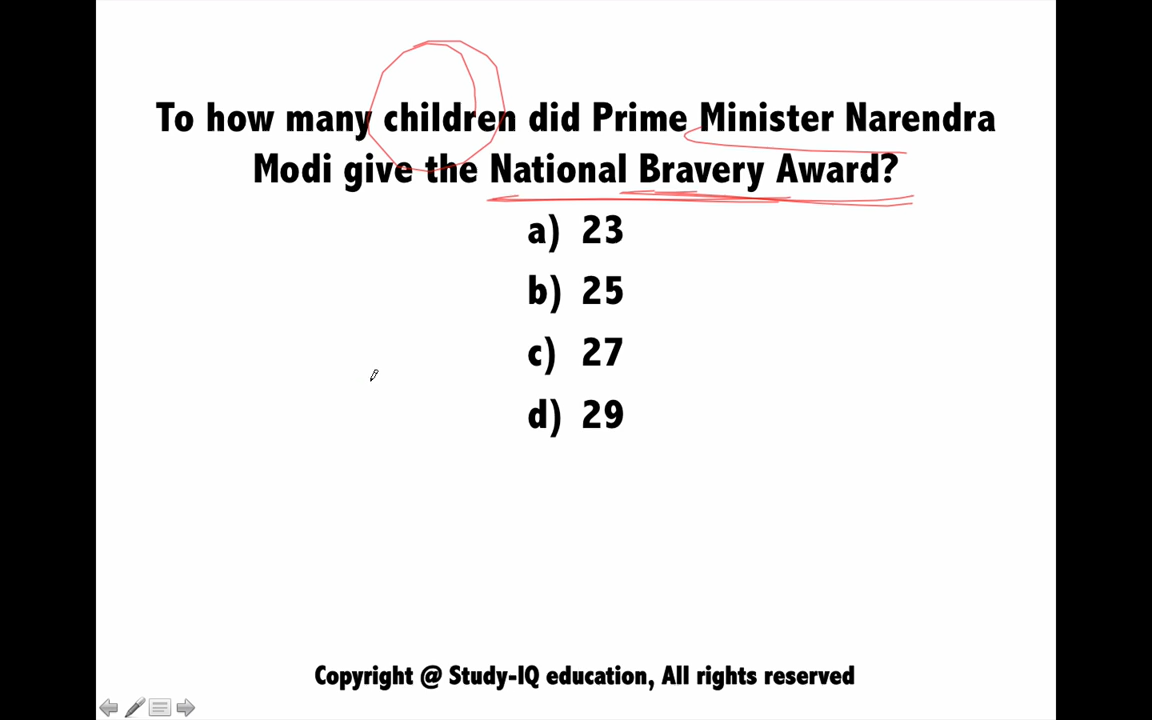 To how many children did Prime Minister Narendra
Modi give the National Bravery Award?
a) 23
b) 25
c) 27
d) 29
Copyright @ Study-IQ education, All rights reserved